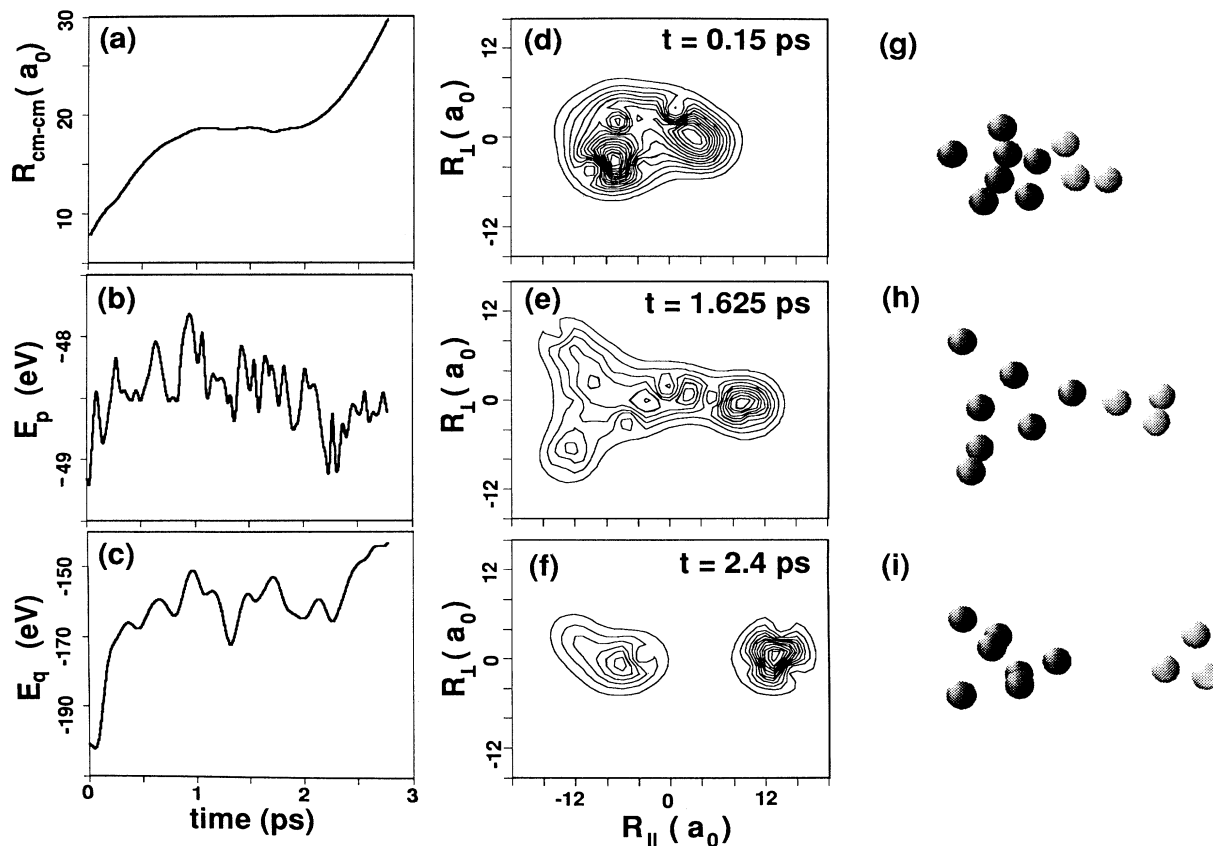 (a)
R_cm-cm (a_0)
30
20
10
(b)
E_p (eV)
-48
-49
(c)
E_q (eV)
-150
-170
-190
0 1 2 3
time (ps)
(d) t = 0.15 ps
R_⊥ (a_0)
12
0
-12
(e) t = 1.625 ps
R_⊥ (a_0)
12
0
-12
(f) t = 2.4 ps
R_⊥ (a_0)
12
0
-12
-12 0 12
R_|| (a_0)
(g)
(h)
(i)